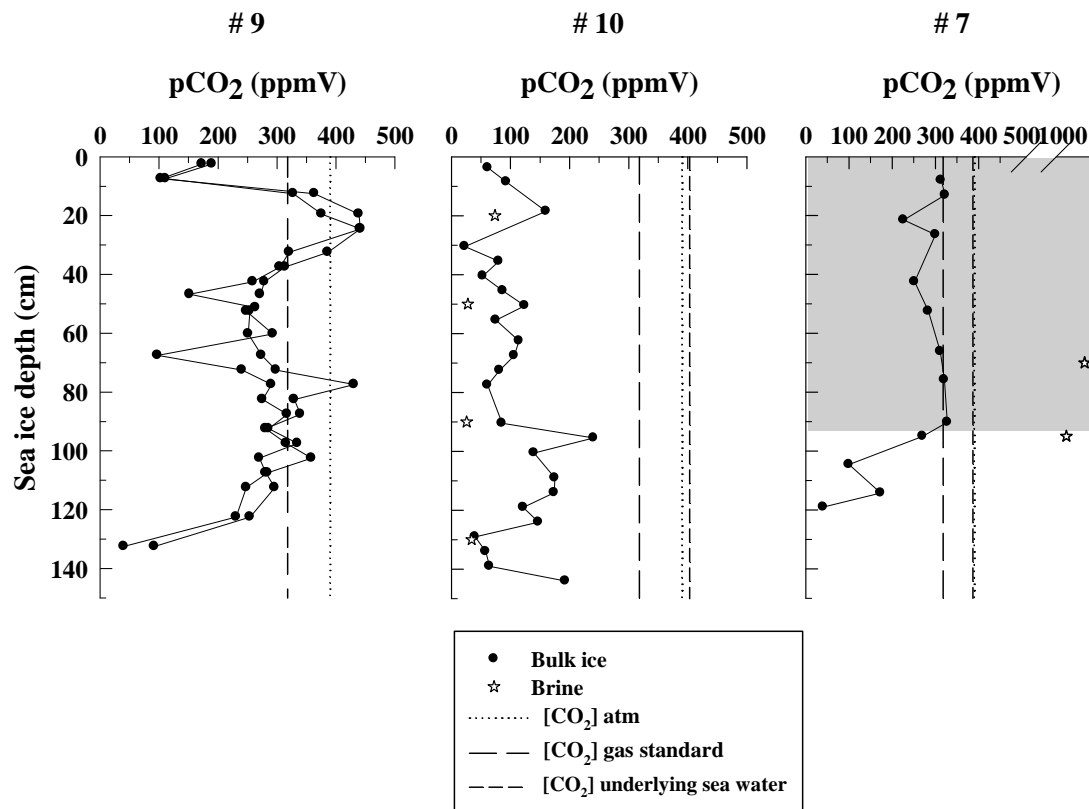 # 9
# 10
# 7
pCO2 (ppmV)
pCO2 (ppmV)
pCO2 (ppmV)
0 100 200 300 400 500
0 100 200 300 400 500
0 100 200 300 400 500 1000
Sea ice depth (cm)
0
20
40
60
80
100
120
140
Bulk ice
Brine
[CO2] atm
[CO2] gas standard
[CO2] underlying sea water